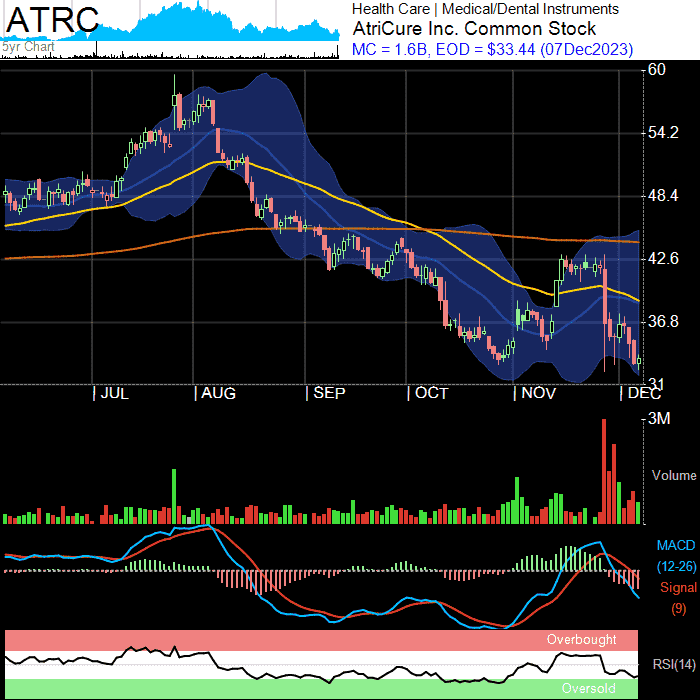 ATRC
5yr Chart
Health Care | Medical/Dental Instruments
AtriCure Inc. Common Stock
MC = 1.6B, EOD = $33.44 (07Dec2023)
60
54.2
48.4
42.6
36.8
31
| JUL | AUG | SEP | OCT | NOV | DEC
3M
Volume
MACD
(12-26)
Signal
(9)
Overbought
RSI(14)
Oversold